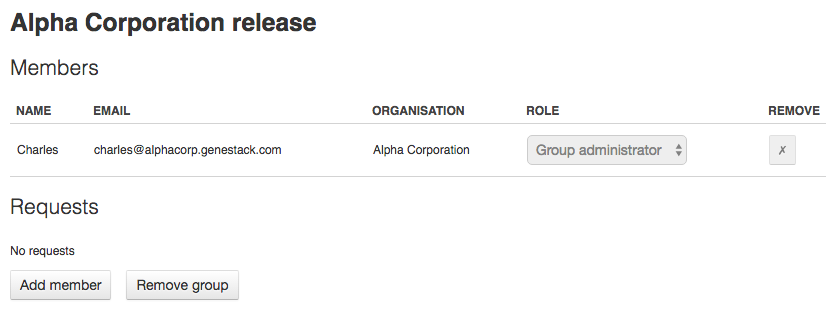 Alpha Corporation release
Members
NAME EMAIL ORGANISATION ROLE REMOVE
Charles charles@alphacorp.genestack.com Alpha Corporation Group administrator ✗
Requests
No requests
Add member Remove group